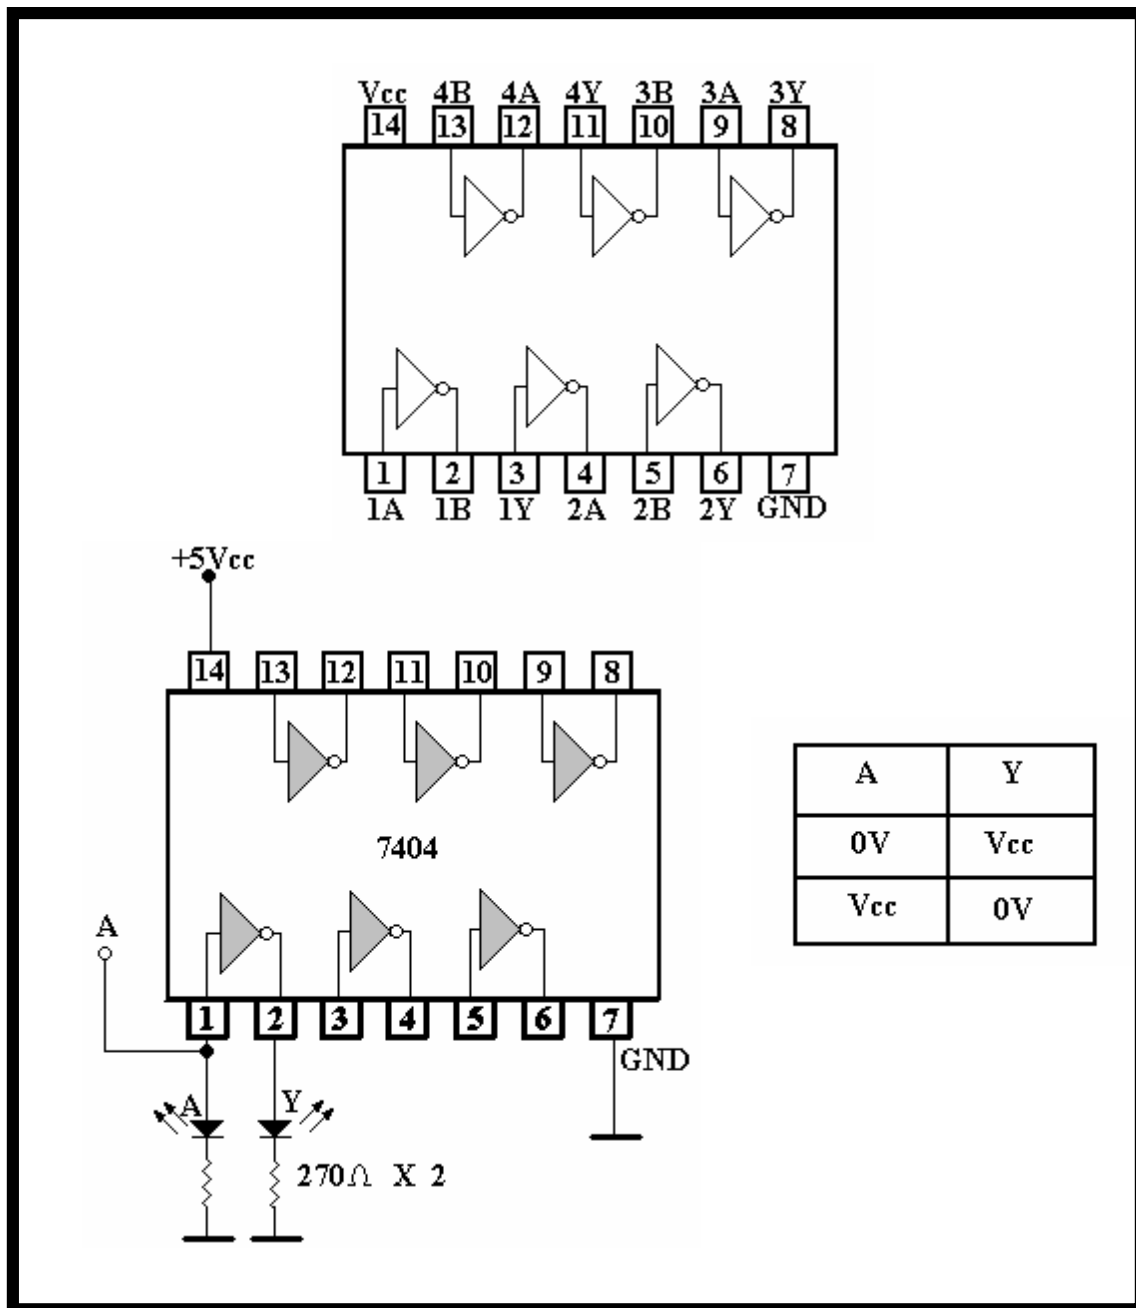 Vcc 4B 4A 4Y 3B 3A 3Y
14 13 12 11 10 9 8
1 2 3 4 5 6 7
1A 1B 1Y 2A 2B 2Y GND
+5Vcc
14 13 12 11 10 9 8
7404
A
1 2 3 4 5 6 7
GND
A Y
270Ω X 2
A Y
0V Vcc
Vcc 0V